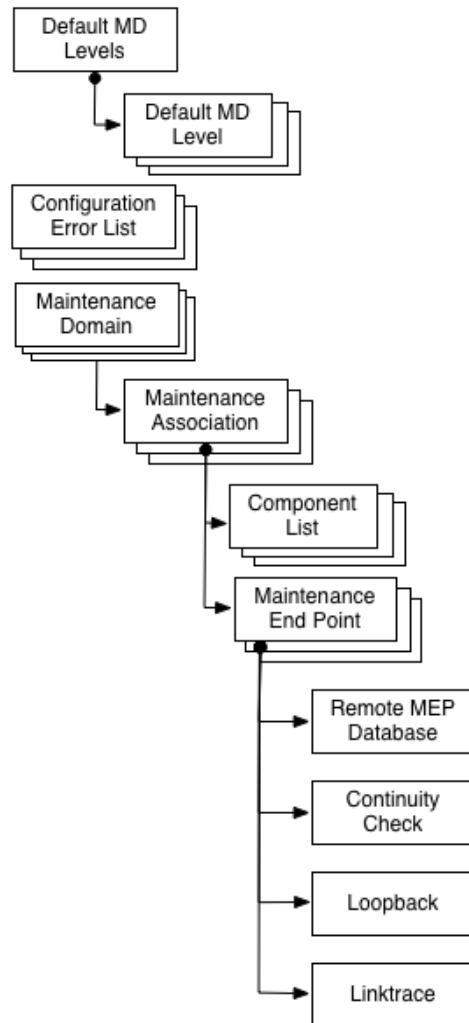 Default MD
Levels
Default MD
Level
Configuration
Error List
Maintenance
Domain
Maintenance
Association
Component
List
Maintenance
End Point
Remote MEP
Database
Continuity
Check
Loopback
Linktrace